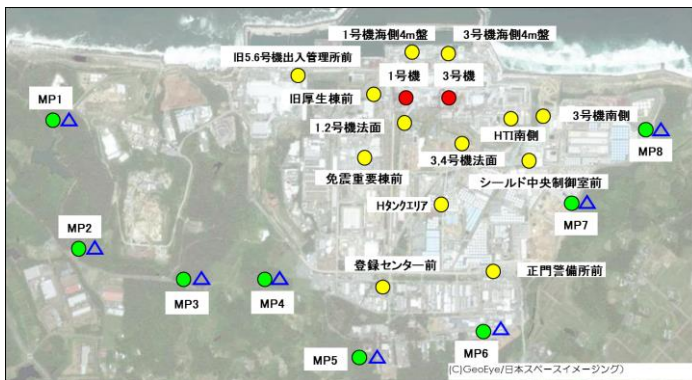 1号機海側4m盤
3号機海側4m盤
旧5.6号機出入管理所前
1号機
3号機
MP1
旧厚生棟前
3号機南側
1.2号機法面
HTI南側
MP8
3,4号機法面
免震重要棟前
シールド中央制御室前
Hタンクエリア
MP7
MP2
登録センター前
正門警備所前
MP3
MP4
MP5
MP6
(C)GeoEye/日本スペースイメージング)